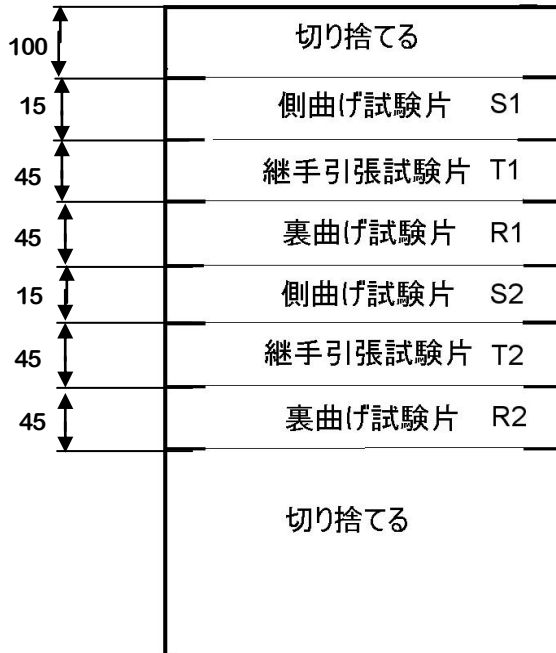 100 切り捨てる
15 側曲げ試験片 S1
45 継手引張試験片 T1
45 裏曲げ試験片 R1
15 側曲げ試験片 S2
45 継手引張試験片 T2
45 裏曲げ試験片 R2
切り捨てる